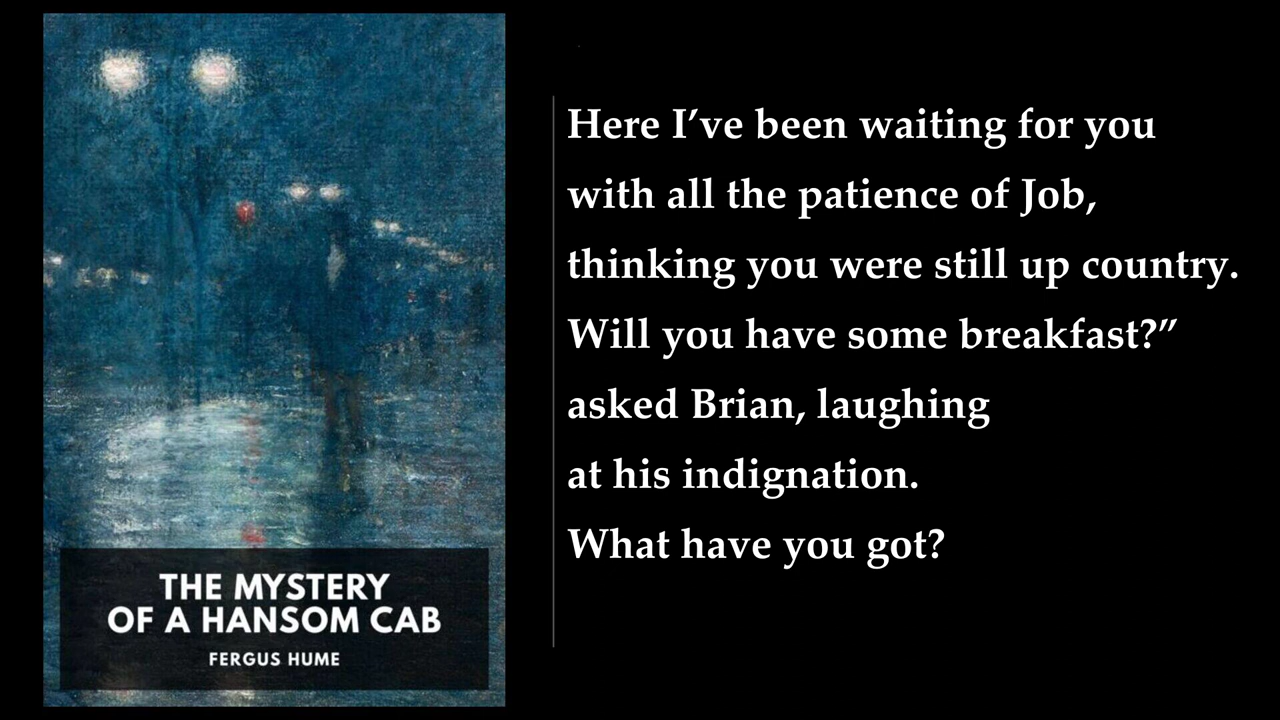 THE MYSTERY
OF A HANSOM CAB
FERGUS HUME
Here I’ve been waiting for you
with all the patience of Job,
thinking you were still up country.
Will you have some breakfast?”
asked Brian, laughing
at his indignation.
What have you got?